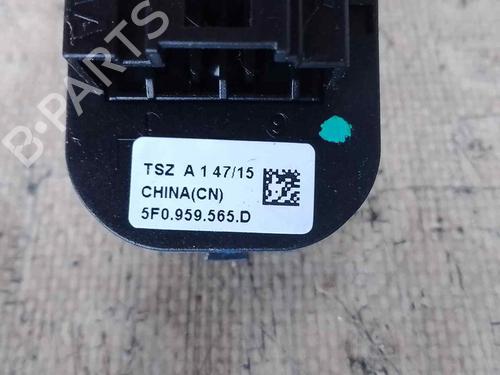 B-PARTS
TSZ A 1 47/15
CHINA(CN)
5F0.959.565.D